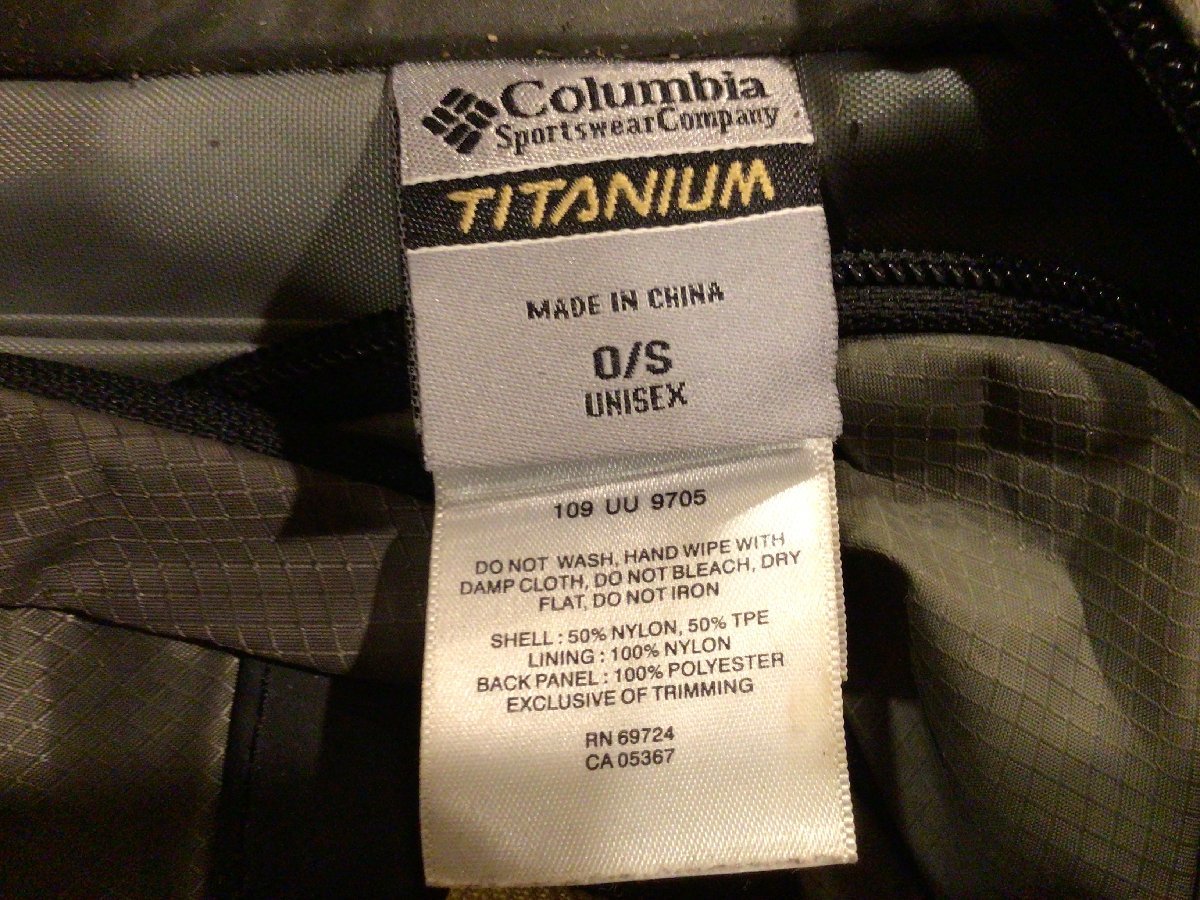 Columbia
SportswearCompany
TITANIUM
MADE IN CHINA
O/S
UNISEX
109 UU 9705
DO NOT WASH, HAND WIPE WITH
DAMP CLOTH, DO NOT BLEACH, DRY
FLAT, DO NOT IRON
SHELL : 50% NYLON, 50% TPE
LINING : 100% NYLON
BACK PANEL : 100% POLYESTER
EXCLUSIVE OF TRIMMING
RN 69724
CA 05367